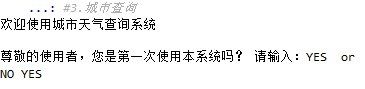 ...: #3.城市查询
欢迎使用城市天气查询系统
尊敬的使用者，您是第一次使用本系统吗？ 请输入：YES or
NO YES